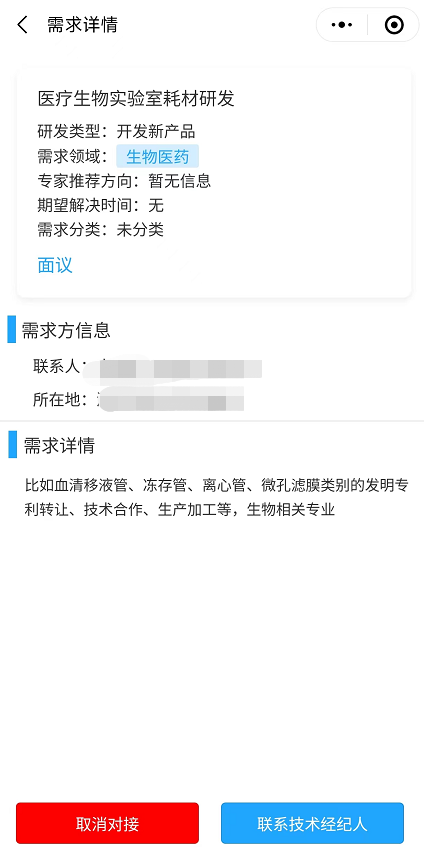 需求详情
医疗生物实验室耗材研发
研发类型：开发新产品
需求领域： 生物医药
专家推荐方向：暂无信息
期望解决时间：无
需求分类：未分类
面议
需求方信息
联系人：
所在地：
需求详情
比如血清移液管、冻存管、离心管、微孔滤膜类别的发明专
利转让、技术合作、生产加工等，生物相关专业
取消对接
联系技术经纪人